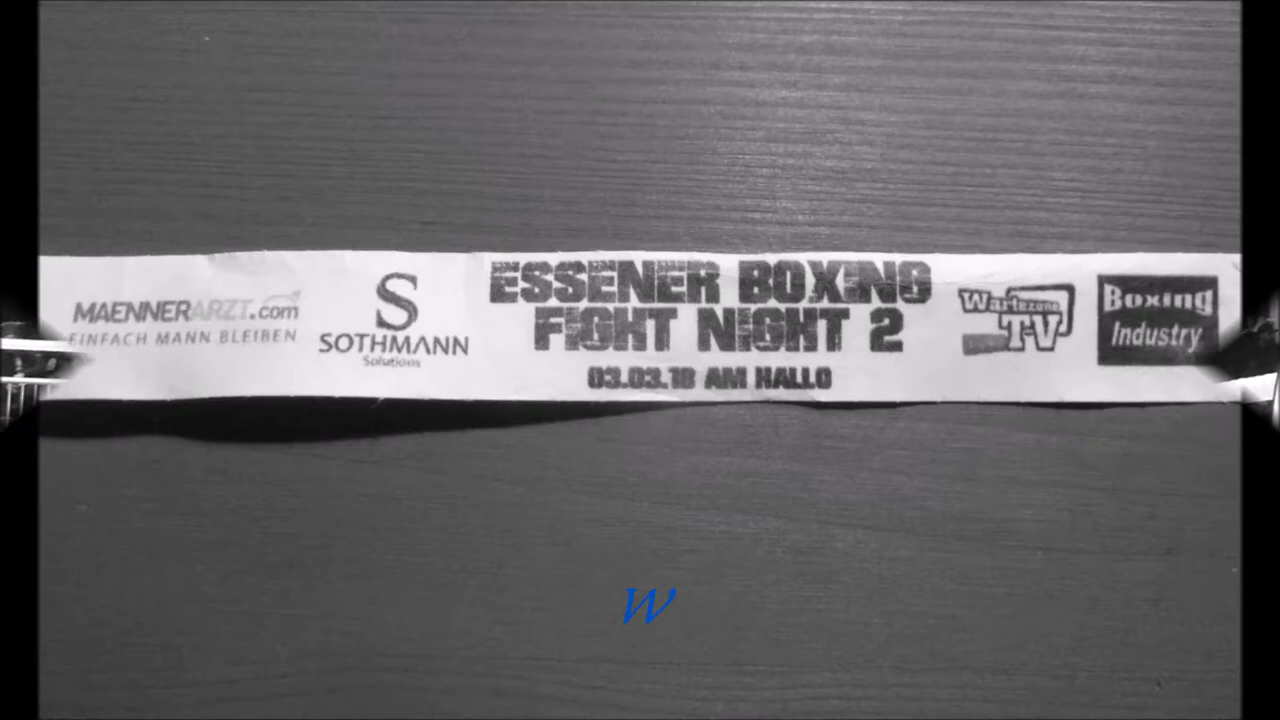 MAENNERARZT.com
EINFACH MANN BLEIBEN
S
SOTHMANN
Solutions
ESSENER BOXING
FIGHT NIGHT 2
03.03.18 AM HALLO
Wartezone
T-V
Boxing
Industry
W